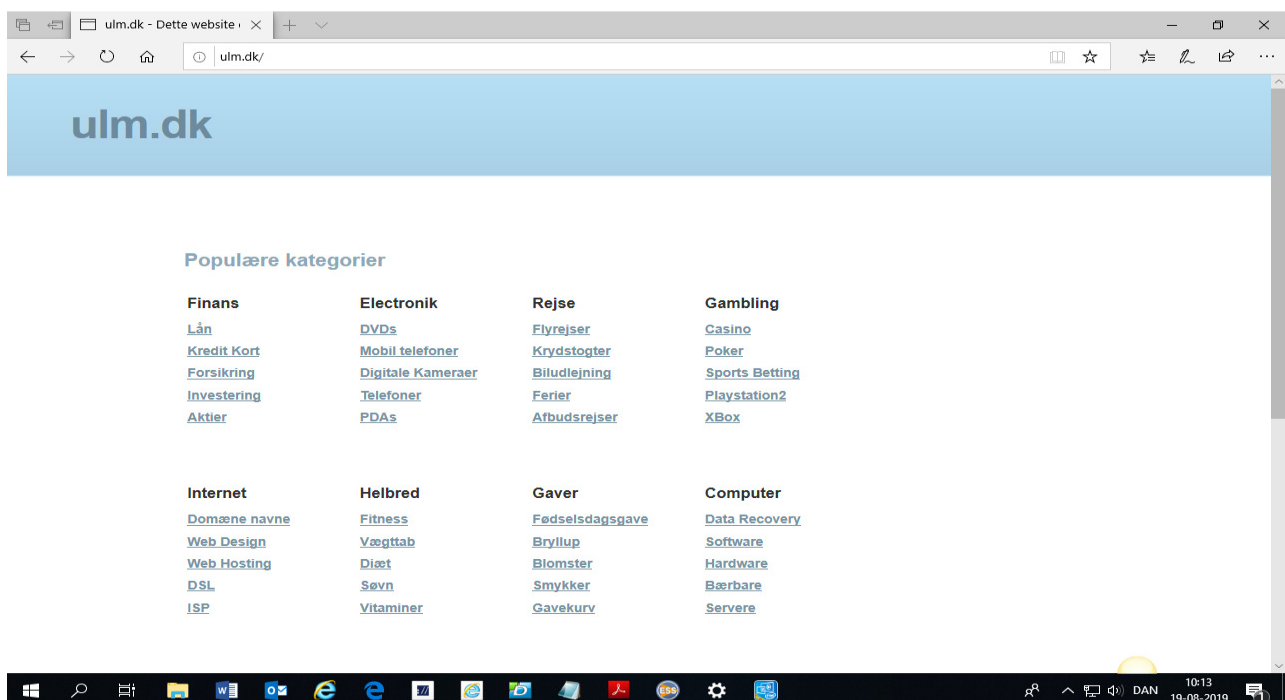 ulm.dk - Dette website
ulm.dk/
ulm.dk
Populære kategorier
Finans
Lån
Kredit Kort
Forsikring
Investering
Aktier
Electronik
DVDs
Mobil telefoner
Digitale Kameraer
Telefoner
PDAs
Rejse
Flyrejser
Krydstogter
Biludlejning
Ferier
Afbudsrejser
Gambling
Casino
Poker
Sports Betting
Playstation2
XBox
Internet
Domæne navne
Web Design
Web Hosting
DSL
ISP
Helbred
Fitness
Vægttab
Diæt
Søvn
Vitaminer
Gaver
Fødselsdagsgave
Bryllup
Blomster
Smykker
Gavekurv
Computer
Data Recovery
Software
Hardware
Bærbare
Servere
ESS
DAN
10:13
19-08-2019